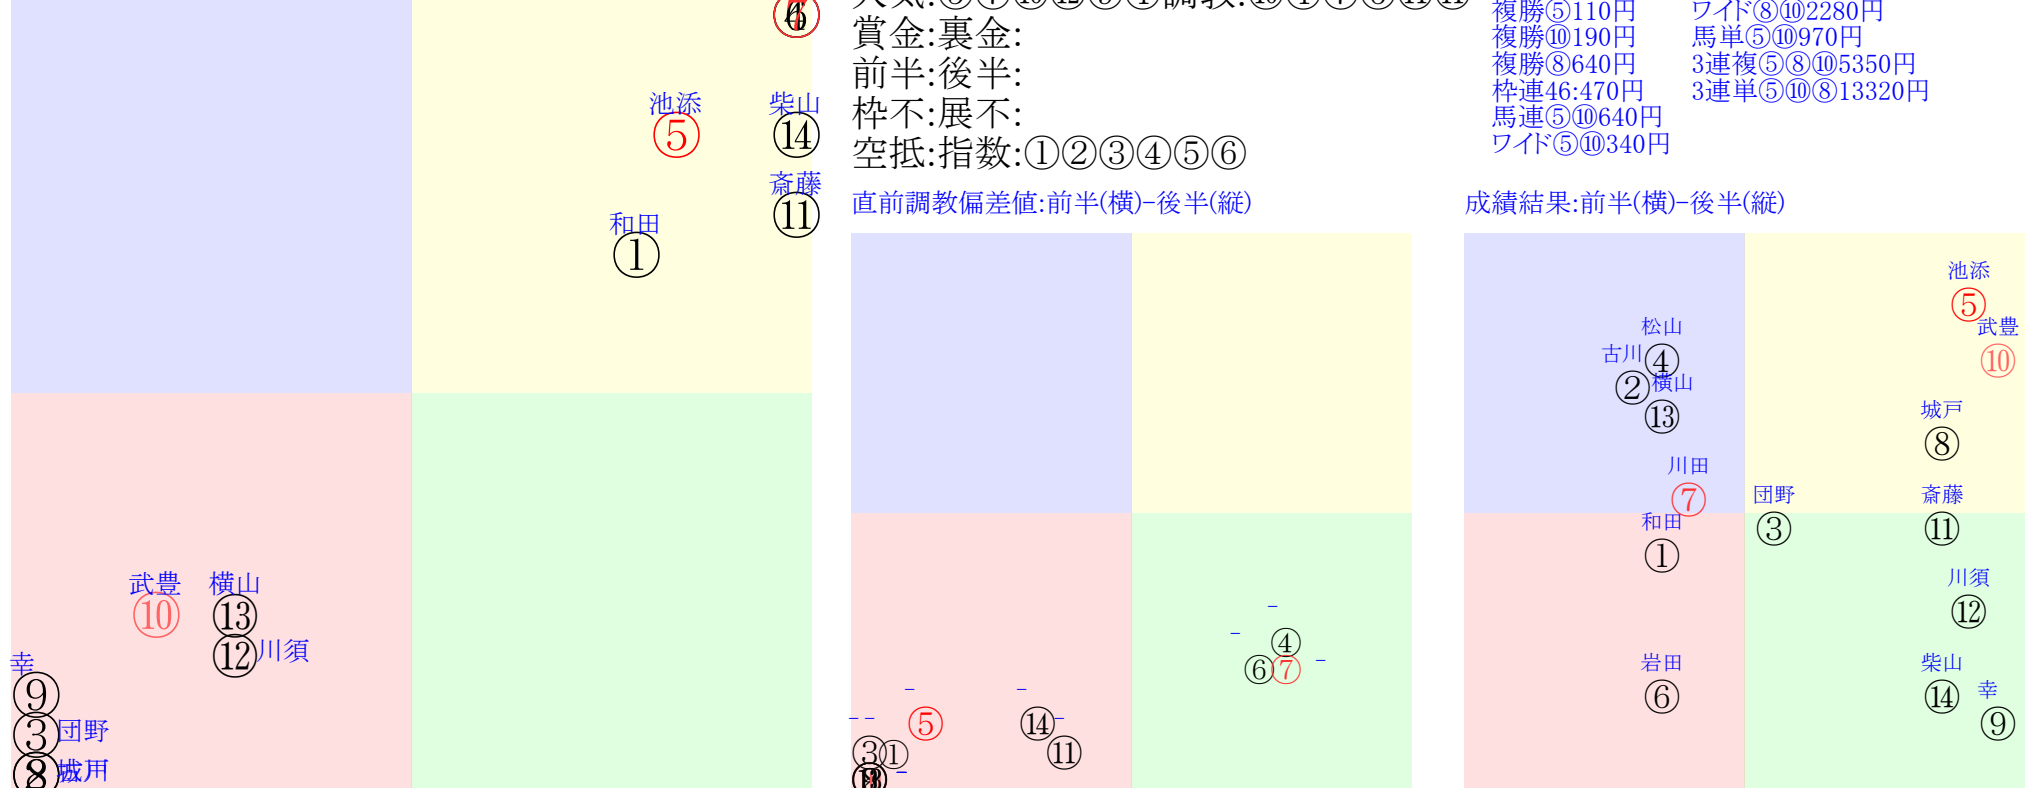 賞金:裏金:
前半:後半:
枠不:展不:
空抵:指数:①②③④⑤⑥
複勝⑤110円
複勝⑩190円
複勝⑧640円
枠連46:470円
馬連⑤⑩640円
ワイド⑤⑩340円
ワイド⑧⑩2280円
馬単⑤⑩970円
3連複⑤⑧⑩5350円
3連単⑤⑩⑧13320円
池添
⑤
柴山
⑭
斎藤
⑪
和田
①
武豊
⑩
横山
⑬
⑫川須
幸
⑨
③団野
直前調教偏差値:前半(横)-後半(縦)
④
⑥⑦
⑤
⑭
⑪
③①
成績結果:前半(横)-後半(縦)
池添
⑤
武豊
⑩
松山
④
古川
②
横山
⑬
城戸
⑧
川田
⑦
団野
③
斎藤
⑪
和田
①
川須
⑫
岩田
⑥
柴山
⑭
幸
⑨